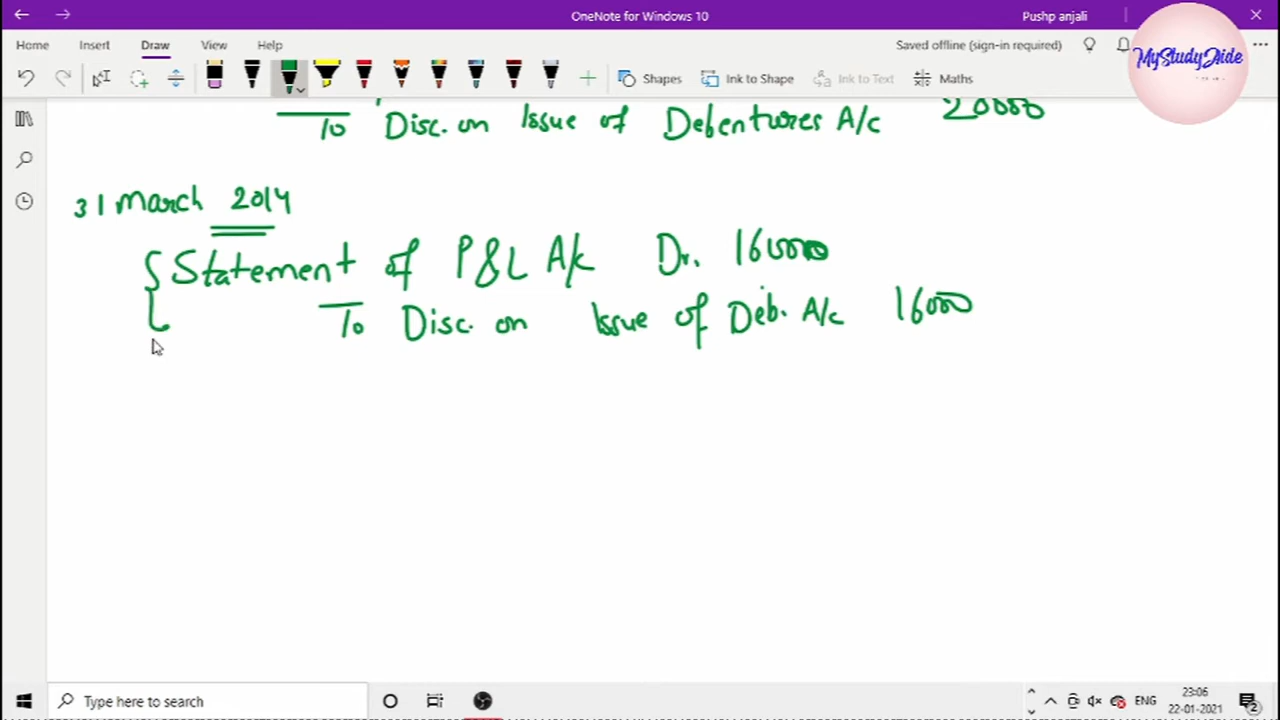 OneNote for Windows 10
Pushp anjali
Home Insert Draw View Help
Saved offline (sign-in required)
MyStudyAide
Shapes Ink to Shape Ink to Text Maths
To Disc. on Issue of Debentures A/c 20000
31 March 2014
Statement of P&L A/c Dr. 16000
To Disc. on Issue of Deb. A/c 16000
Type here to search
ENG
23:06
22-01-2021
2